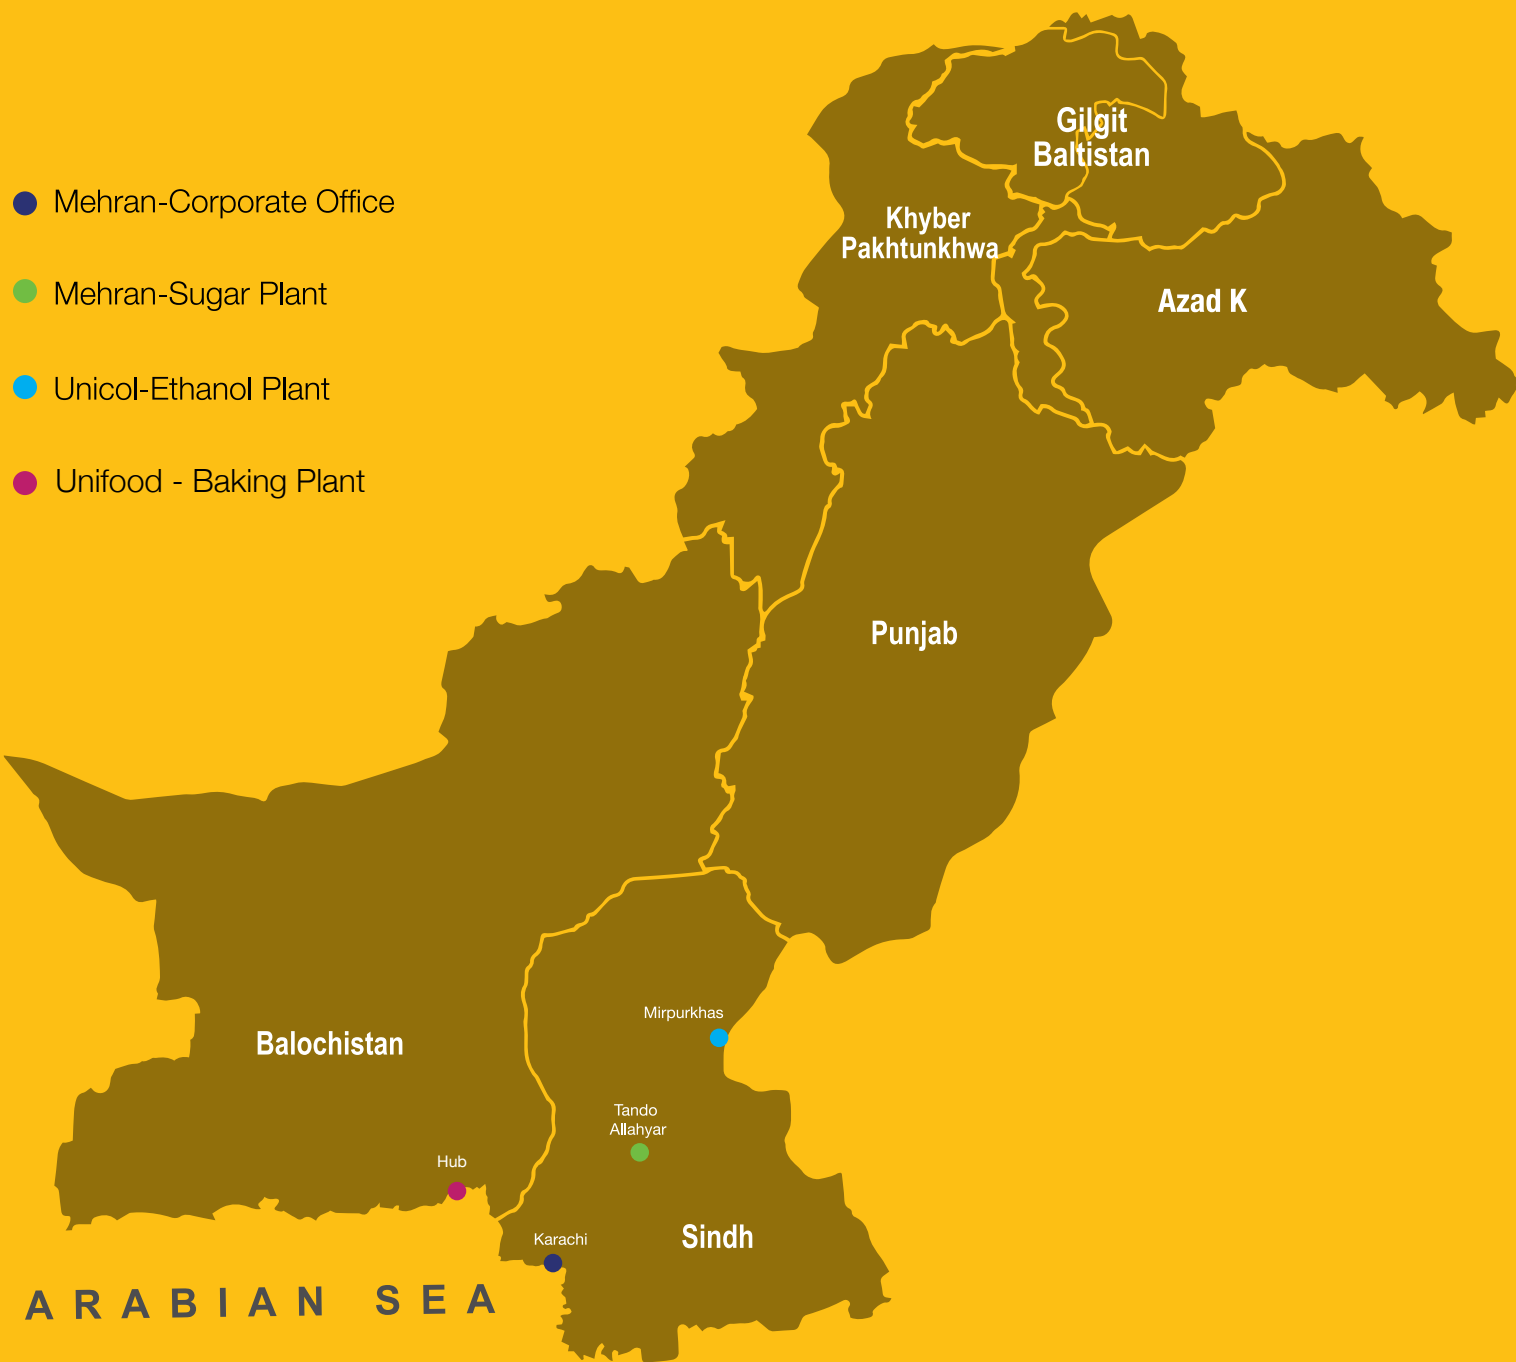 Gilgit
Baltistan
Mehran-Corporate Office
Khyber
Pakhtunkhwa
Mehran-Sugar Plant
Azad K
Unicol-Ethanol Plant
Unifood - Baking Plant
Punjab
Mirpurkhas
Balochistan
Tando
Allahyar
Hub
Sindh
Karachi
ARABIAN SEA